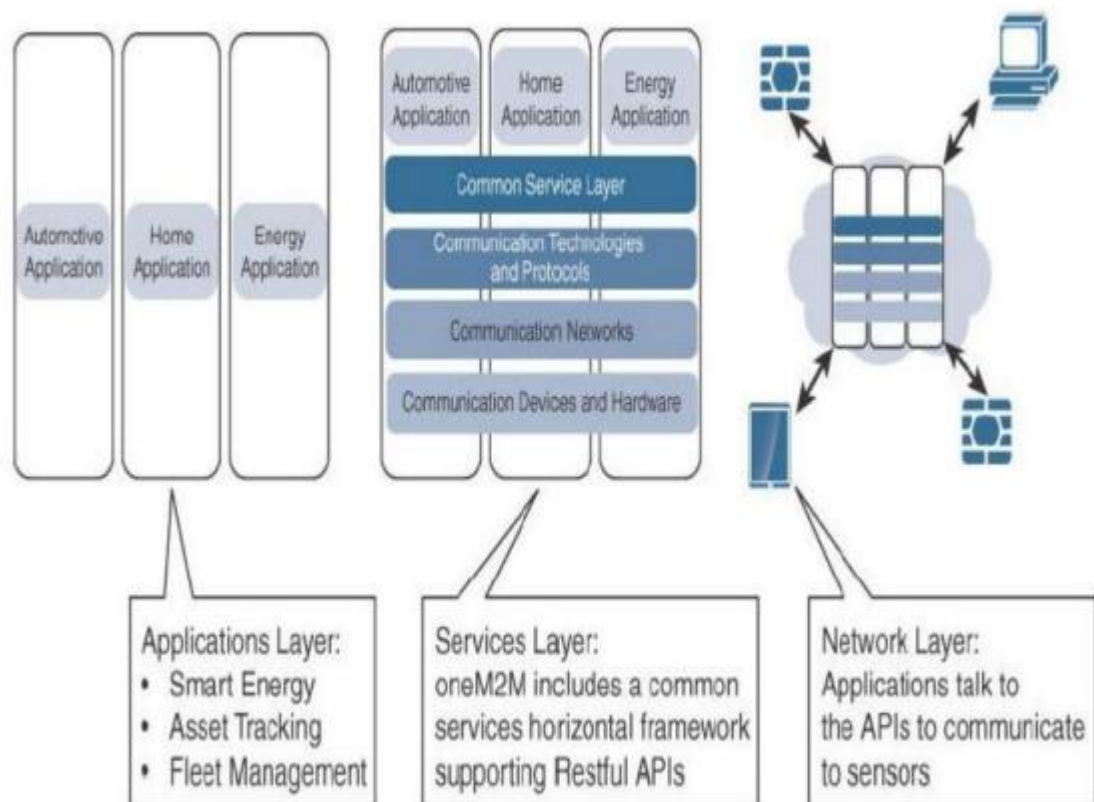 Automotive
Application
Home
Application
Energy
Application
Automotive
Application
Home
Application
Energy
Application
Common Service Layer
Communication Technologies
and Protocols
Communication Networks
Communication Devices and Hardware
Applications Layer:
• Smart Energy
• Asset Tracking
• Fleet Management
Services Layer:
oneM2M includes a common
services horizontal framework
supporting Restful APIs
Network Layer:
Applications talk to
the APIs to communicate
to sensors